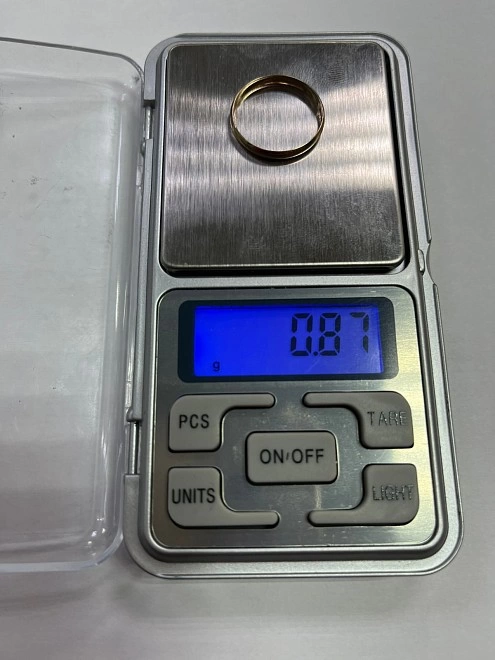 0.87
g
PCS
TARE
ON/OFF
UNITS
LIGHT